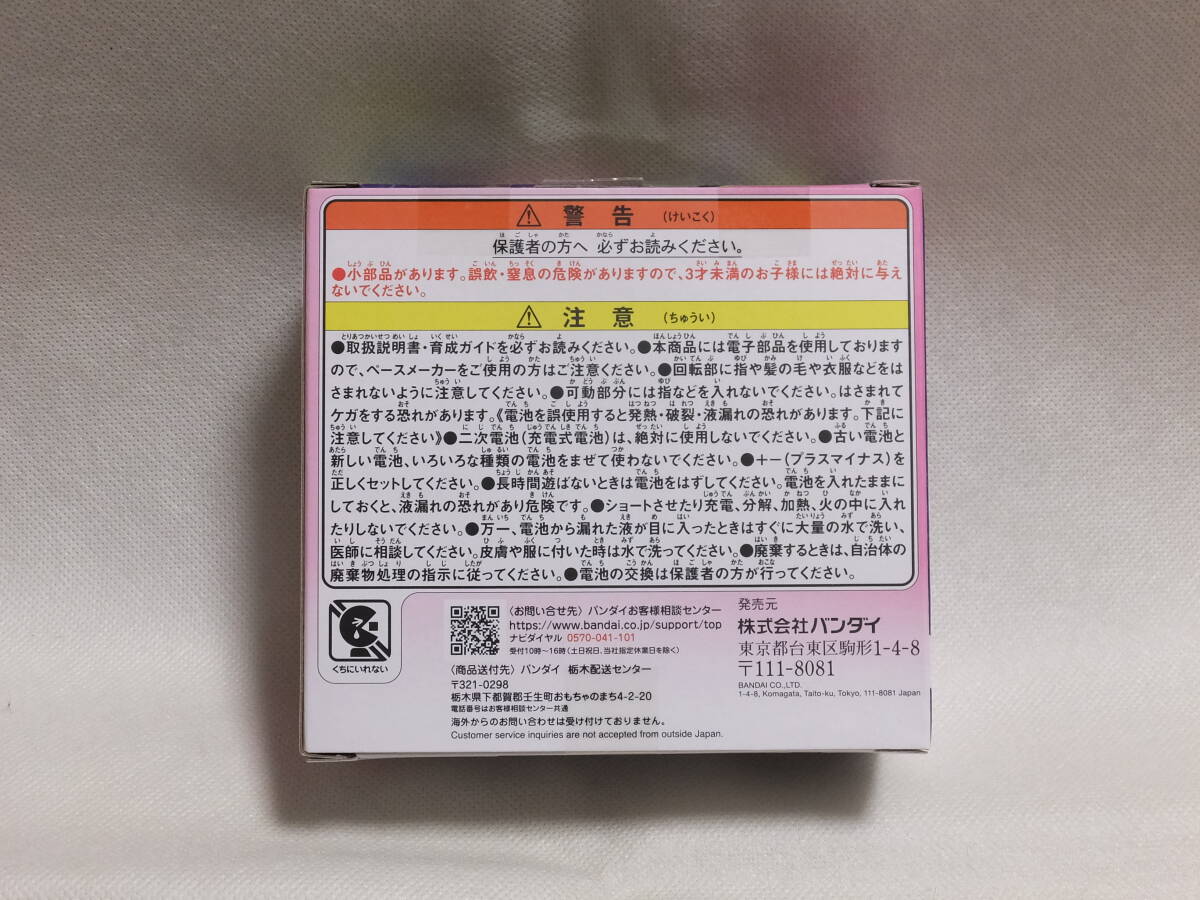 ⚠ 警告 (けいこく)
保護者の方へ 必ずお読みください。
●小部品があります。誤飲・窒息の危険がありますので、3才未満のお子様には絶対に与え
ないでください。
⚠ 注意 (ちゅうい)
●取扱説明書・育成ガイドを必ずお読みください。●本商品には電子部品を使用しております
ので、ペースメーカーをご使用の方はご注意ください。●回転部に指や髪の毛や衣服などをは
さまれないように注意してください。●可動部分には指などを入れないでください。はさまれて
ケガをする恐れがあります。《電池を誤使用すると発熱・破裂・液漏れの恐れがあります。下記に
注意してください》●二次電池(充電式電池)は、絶対に使用しないでください。●古い電池と
新しい電池、いろいろな種類の電池をまぜて使わないでください。●+-(プラスマイナス)を
正しくセットしてください。●長時間遊ばないときは電池をはずしてください。電池を入れたままに
しておくと、液漏れの恐れがあり危険です。●ショートさせたり充電、分解、加熱、火の中に入れ
たりしないでください。●万一、電池から漏れた液が目に入ったときはすぐに大量の水で洗い、
医師に相談してください。皮膚や服に付いた時は水で洗ってください。●廃棄するときは、自治体の
廃棄物処理の指示に従ってください。●電池の交換は保護者の方が行ってください。
くちにいれない
〈お問い合せ先〉バンダイお客様相談センター
https://www.bandai.co.jp/support/top
ナビダイヤル 0570-041-101
受付10時~16時(土日祝日、当社指定休業日を除く)
〈商品送付先〉バンダイ 栃木配送センター
〒321-0298
栃木県下都賀郡壬生町おもちゃのまち4-2-20
電話番号はお客様相談センター共通
海外からのお問い合わせは受け付けておりません。
Customer service inquiries are not accepted from outside Japan.
発売元
株式会社バンダイ
東京都台東区駒形1-4-8
〒111-8081
BANDAI CO.,LTD.
1-4-8, Komagata, Taito-ku, Tokyo, 111-8081 Japan